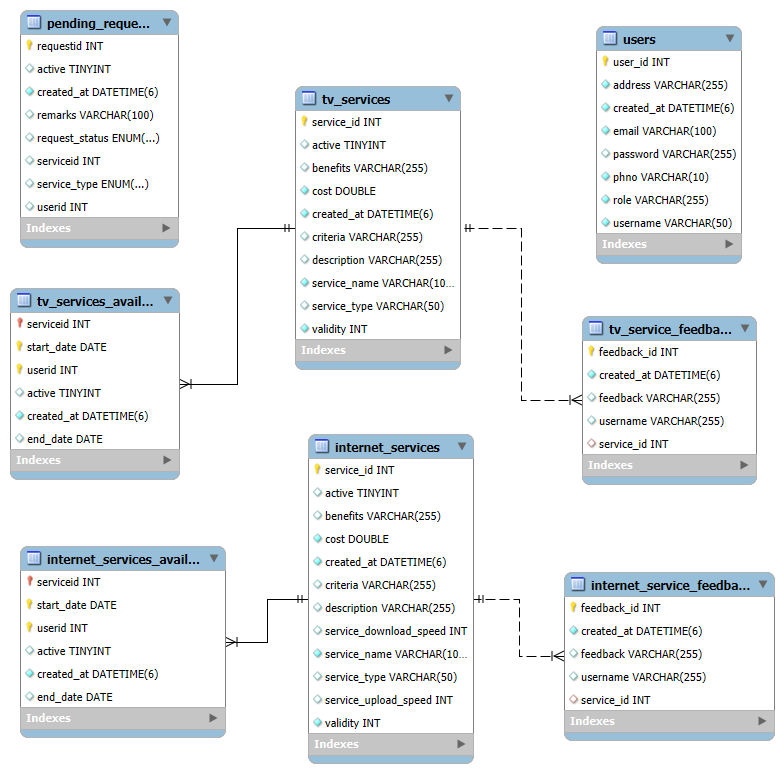 pending_reque...
requestid INT
active TINYINT
created_at DATETIME(6)
remarks VARCHAR(100)
request_status ENUM(...)
serviceid INT
service_type ENUM(...)
userid INT
Indexes
tv_services
service_id INT
active TINYINT
benefits VARCHAR(255)
cost DOUBLE
created_at DATETIME(6)
criteria VARCHAR(255)
description VARCHAR(255)
service_name VARCHAR(10...
service_type VARCHAR(50)
validity INT
Indexes
users
user_id INT
address VARCHAR(255)
created_at DATETIME(6)
email VARCHAR(100)
password VARCHAR(255)
phno VARCHAR(10)
role VARCHAR(255)
username VARCHAR(50)
Indexes
tv_services_avail...
serviceid INT
start_date DATE
userid INT
active TINYINT
created_at DATETIME(6)
end_date DATE
Indexes
tv_service_feedba...
feedback_id INT
created_at DATETIME(6)
feedback VARCHAR(255)
username VARCHAR(255)
service_id INT
Indexes
internet_services
service_id INT
active TINYINT
benefits VARCHAR(255)
cost DOUBLE
created_at DATETIME(6)
criteria VARCHAR(255)
description VARCHAR(255)
service_download_speed INT
service_name VARCHAR(10...
service_type VARCHAR(50)
service_upload_speed INT
validity INT
Indexes
internet_services_avail...
serviceid INT
start_date DATE
userid INT
active TINYINT
created_at DATETIME(6)
end_date DATE
Indexes
internet_service_feedba...
feedback_id INT
created_at DATETIME(6)
feedback VARCHAR(255)
username VARCHAR(255)
service_id INT
Indexes